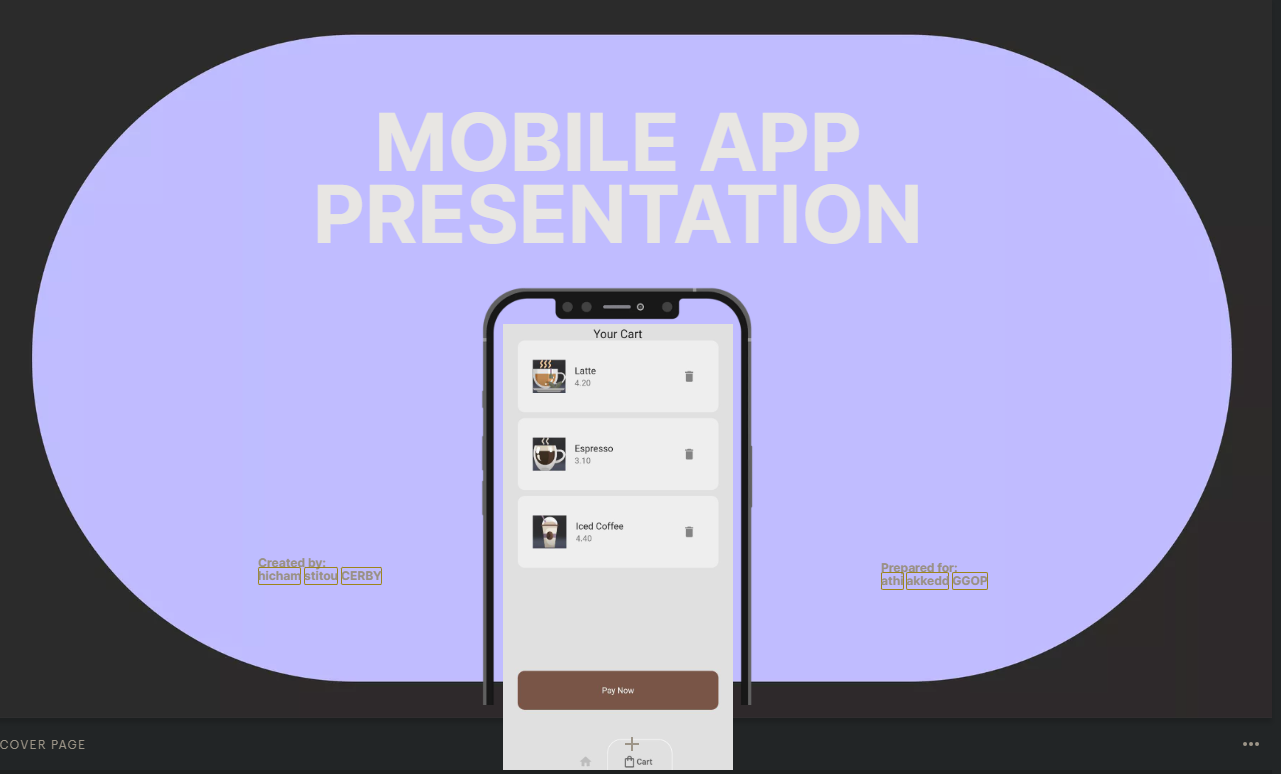 MOBILE APP
PRESENTATION
Your Cart
Latte
4.20
Espresso
3.10
Iced Coffee
4.40
Created by:
hicham stitou CERBY
Prepared for:
athi akkedd GGOP
Pay Now
Cart
COVER PAGE